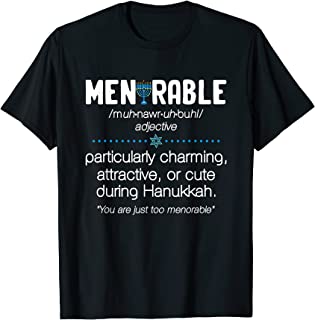 MENORABLE
/muh•nawr•uh•buhl/
adjective
particularly charming,
attractive, or cute
during Hanukkah.
"You are just too menorable"